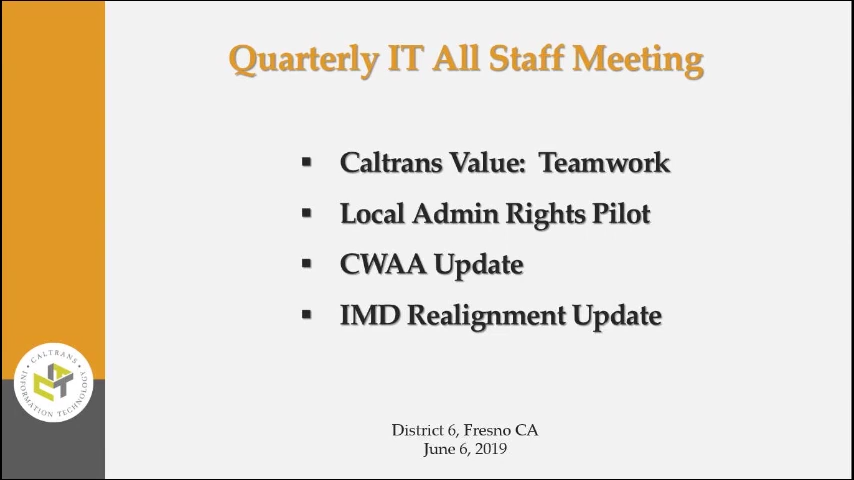 Quarterly IT All Staff Meeting
▪ Caltrans Value: Teamwork
▪ Local Admin Rights Pilot
▪ CWAA Update
▪ IMD Realignment Update
CALTRANS
INFORMATION TECHNOLOGY
CIT
District 6, Fresno CA
June 6, 2019